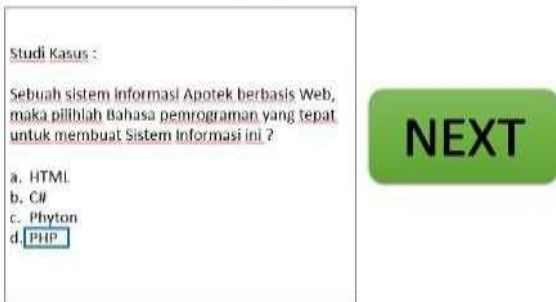 Studi Kasus :
Sebuah sistem informasi Apotek berbasis Web,
maka pilihlah Bahasa pemrograman yang tepat
untuk membuat Sistem Informasi ini ?
a. HTML
b. C#
c. Phyton
d. PHP
NEXT